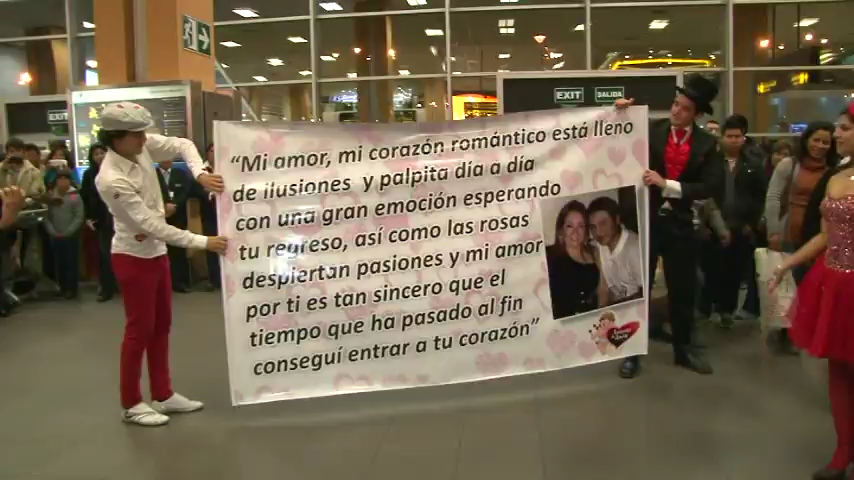 EXIT
EXIT SALIDA
“Mi amor, mi corazón romántico está lleno
de ilusiones y palpita día a día
con una gran emoción esperando
tu regreso, así como las rosas
despiertan pasiones y mi amor
por ti es tan sincero que el
tiempo que ha pasado al fin
conseguí entrar a tu corazón”